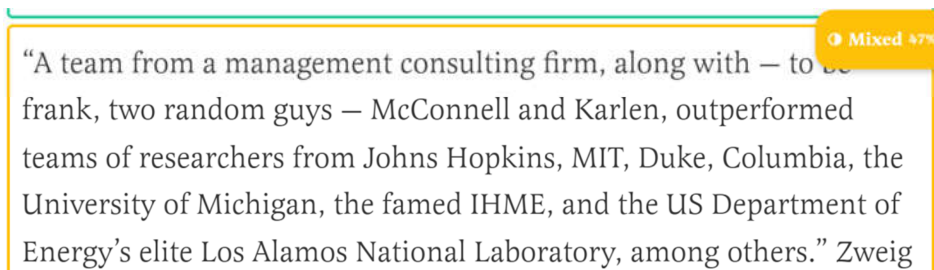 Mixed 47%
“A team from a management consulting firm, along with — to be
frank, two random guys — McConnell and Karlen, outperformed
teams of researchers from Johns Hopkins, MIT, Duke, Columbia, the
University of Michigan, the famed IHME, and the US Department of
Energy’s elite Los Alamos National Laboratory, among others.” Zweig